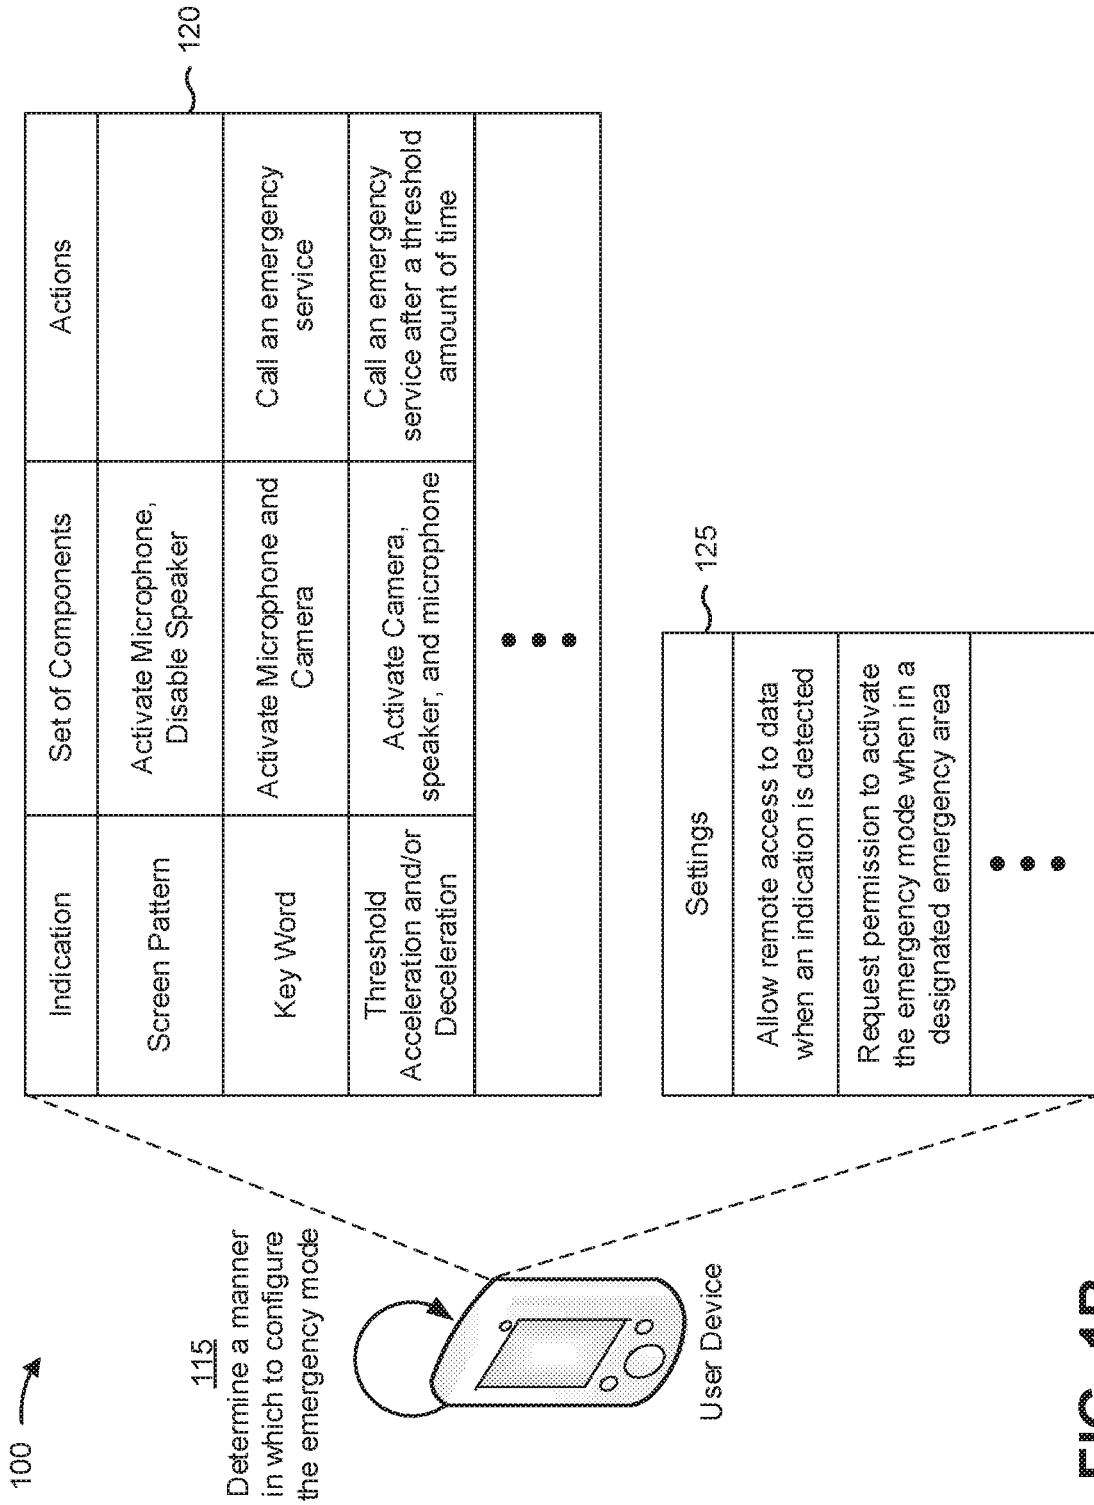 100
115
Determine a manner
in which to configure
the emergency mode
User Device
Indication
Set of Components
Actions
Screen Pattern
Activate Microphone,
Disable Speaker
Key Word
Activate Microphone and
Camera
Call an emergency
service
Threshold
Acceleration and/or
Deceleration
Activate Camera,
speaker, and microphone
Call an emergency
service after a threshold
amount of time
120
Settings
Allow remote access to data
when an indication is detected
Request permission to activate
the emergency mode when in a
designated emergency area
125
FIG. 1B